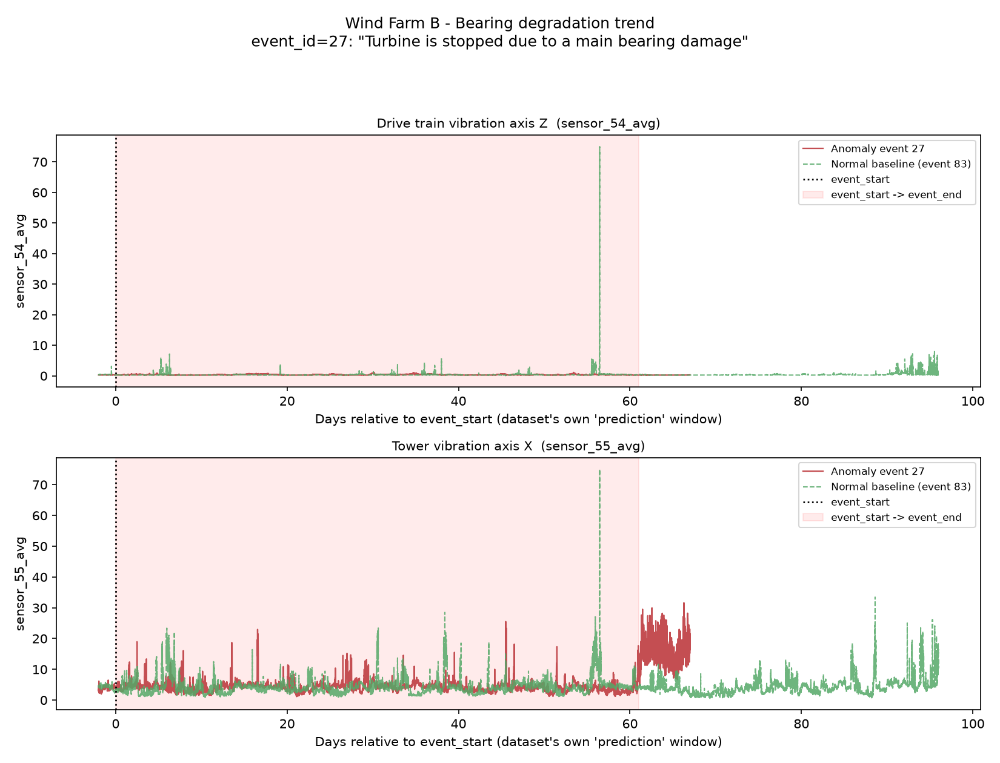 Wind Farm B - Bearing degradation trend
event_id=27: "Turbine is stopped due to a main bearing damage"
Drive train vibration axis Z  (sensor_54_avg)
sensor_54_avg
70
60
50
40
30
20
10
0
Anomaly event 27
Normal baseline (event 83)
event_start
event_start -> event_end
0 20 40 60 80 100
Days relative to event_start (dataset's own 'prediction' window)
Tower vibration axis X  (sensor_55_avg)
sensor_55_avg
70
60
50
40
30
20
10
0
Anomaly event 27
Normal baseline (event 83)
event_start
event_start -> event_end
0 20 40 60 80 100
Days relative to event_start (dataset's own 'prediction' window)